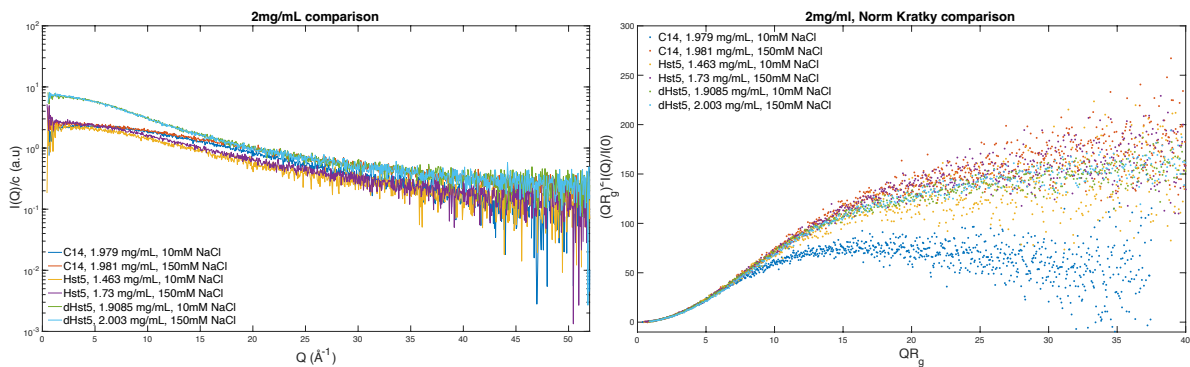 2mg/mL comparison
10^2
10^1
10^0
10^-1
10^-2
10^-3
I(Q)/c (a.u)
C14, 1.979 mg/mL, 10mM NaCl
C14, 1.981 mg/mL, 150mM NaCl
Hst5, 1.463 mg/mL, 10mM NaCl
Hst5, 1.73 mg/mL, 150mM NaCl
dHst5, 1.9085 mg/mL, 10mM NaCl
dHst5, 2.003 mg/mL, 150mM NaCl
0 5 10 15 20 25 30 35 40 45 50
Q (Å^-1)
2mg/ml, Norm Kratky comparison
300
250
200
150
100
50
0
C14, 1.979 mg/mL, 10mM NaCl
C14, 1.981 mg/mL, 150mM NaCl
Hst5, 1.463 mg/mL, 10mM NaCl
Hst5, 1.73 mg/mL, 150mM NaCl
dHst5, 1.9085 mg/mL, 10mM NaCl
dHst5, 2.003 mg/mL, 150mM NaCl
0 5 10 15 20 25 30 35 40
QR_g